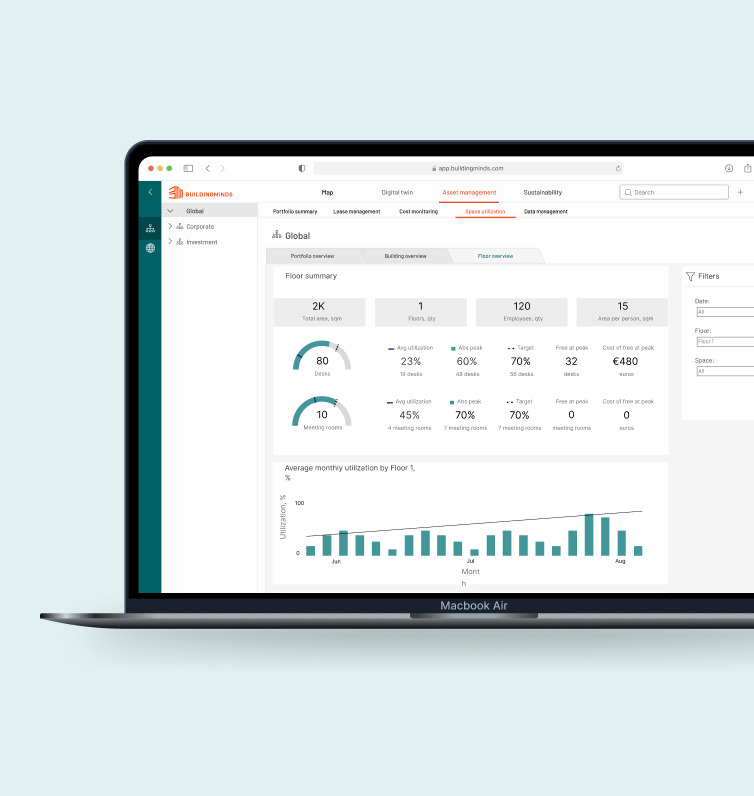 app.buildingminds.com
BUILDINGMINDS
Map
Digital twin
Asset management
Sustainability
Search
Global
Corporate
Investment
Portfolio summary
Lease management
Cost monitoring
Space utilization
Data management
Global
Portfolio overview
Building overview
Floor overview
Floor summary
2K
Total area, sqm
1
Floors, qty
120
Employees, qty
15
Area per person, sqm
80
Desks
Avg utilization
23%
18 desks
Abs peak
60%
48 desks
Target
70%
56 desks
Free at peak
32
desks
Cost of free at peak
€480
euros
10
Meeting rooms
Avg utilization
45%
4 meeting rooms
Abs peak
70%
7 meeting rooms
Target
70%
7 meeting rooms
Free at peak
0
meeting rooms
Cost of free at peak
0
euros
Filters
Date:
All
Floor:
Floor 1
Space:
All
Average monthly utilization by Floor 1,
%
Utilization, %
100
0
Jun
Jul
Aug
Mont
h
Macbook Air